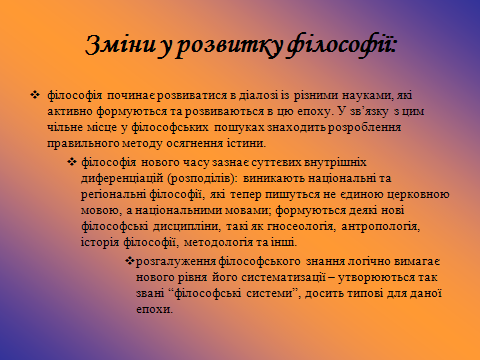 Зміни у розвитку філософії:
❖ філософія починає розвиватися в діалозі із різними науками, які
активно формуються та розвиваються в цю епоху. У зв’язку з цим
чільне місце у філософських пошуках знаходить розроблення
правильного методу осягнення істини.
❖ філософія нового часу зазнає суттєвих внутрішніх
диференціацій (розподілів): виникають національні та
регіональні філософії, які тепер пишуться не єдиною церковною
мовою, а національними мовами; формуються деякі нові
філософські дисципліни, такі як гносеологія, антропологія,
історія філософії, методологія та інші.
❖розгалуження філософського знання логічно вимагає
нового рівня його систематизації – утворюються так
звані “філософські системи”, досить типові для даної
епохи.